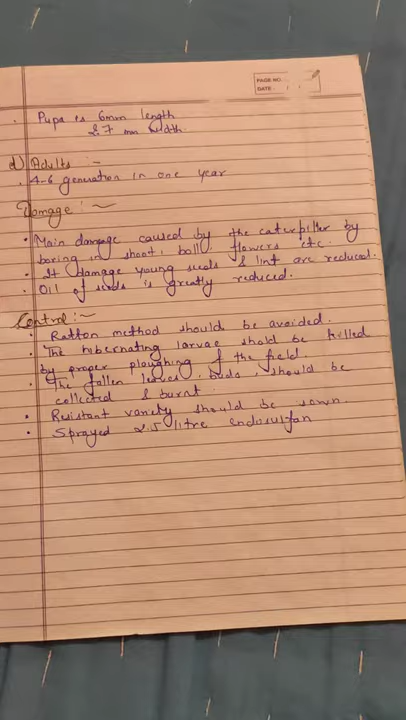 PAGE NO.
DATE
Pupa is 6mm length
& 7 mm width.
d) Adults :-
4-6 generation in one year
Damage :-
Main damage caused by the caterpillar by
boring in shoot, boll, flowers etc.
It damage young seeds & lint are reduced.
Oil of seeds is greatly reduced.
Control :-
Ratton method should be avoided.
The hibernating larvae shold be killed
by proper ploughing of the field.
The fallen leaves, buds, should be
collected & burnt.
Resistant variety should be sown.
Sprayed 2.5 litre endosulfan